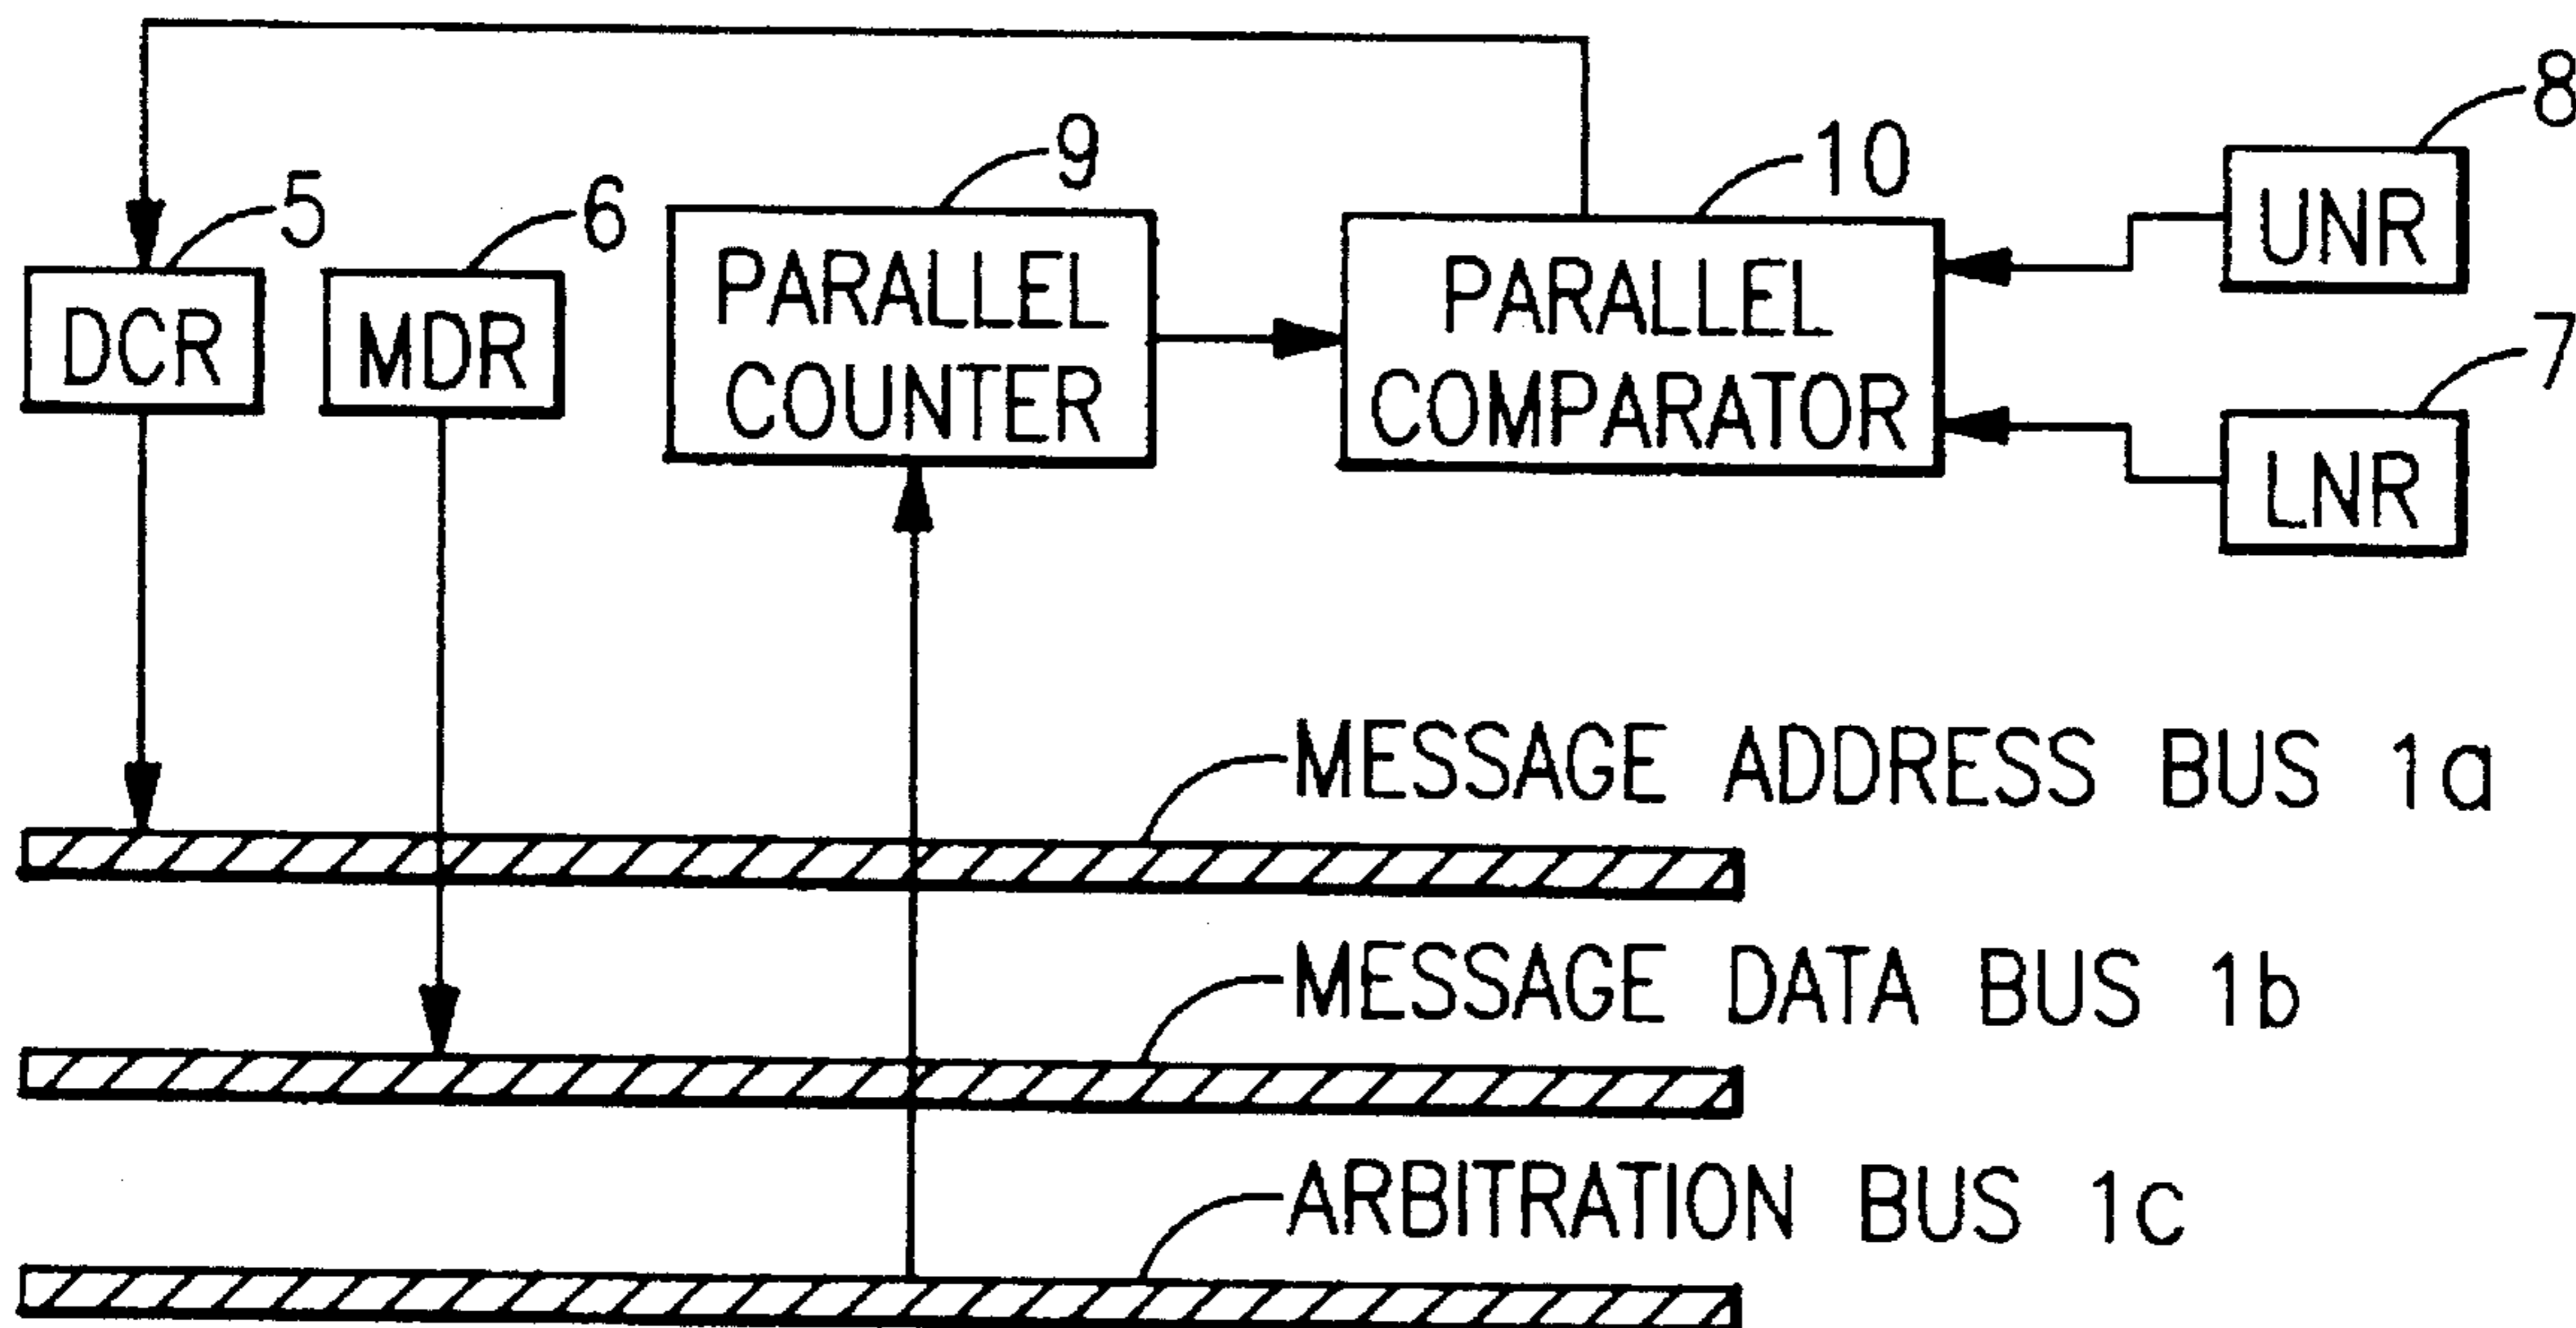 8
9
10
5
6
UNR
DCR
MDR
PARALLEL
COUNTER
PARALLEL
COMPARATOR
7
LNR
MESSAGE ADDRESS BUS 1a
MESSAGE DATA BUS 1b
ARBITRATION BUS 1c